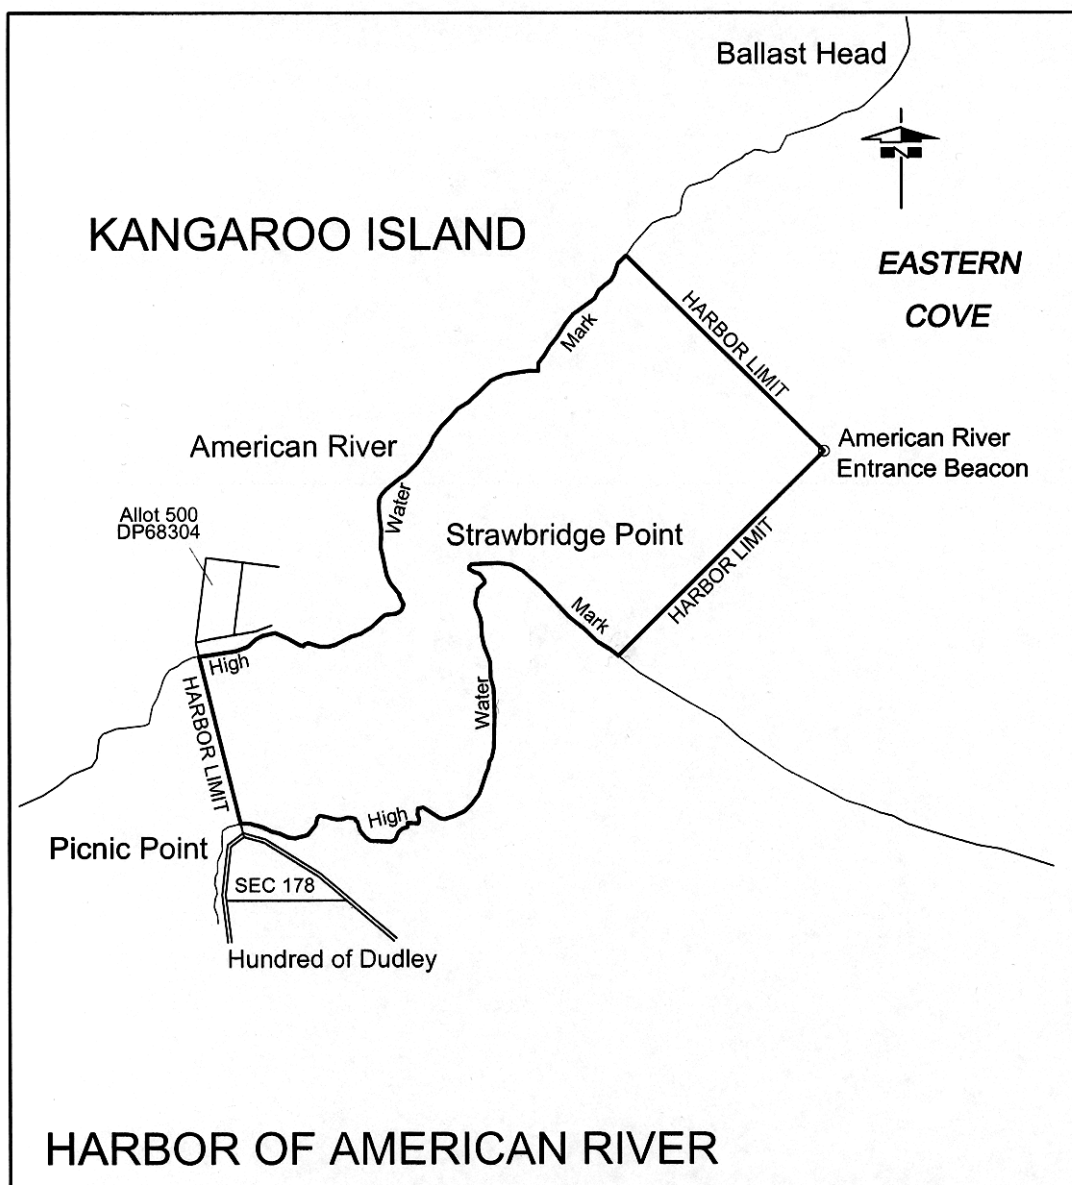 Ballast Head
N
KANGAROO ISLAND
EASTERN
COVE
HARBOR LIMIT
Mark
American River
American River
Entrance Beacon
Water
Allot 500
DP68304
Strawbridge Point
HARBOR LIMIT
Mark
High
HARBOR LIMIT
Water
High
Picnic Point
SEC 178
Hundred of Dudley
HARBOR OF AMERICAN RIVER